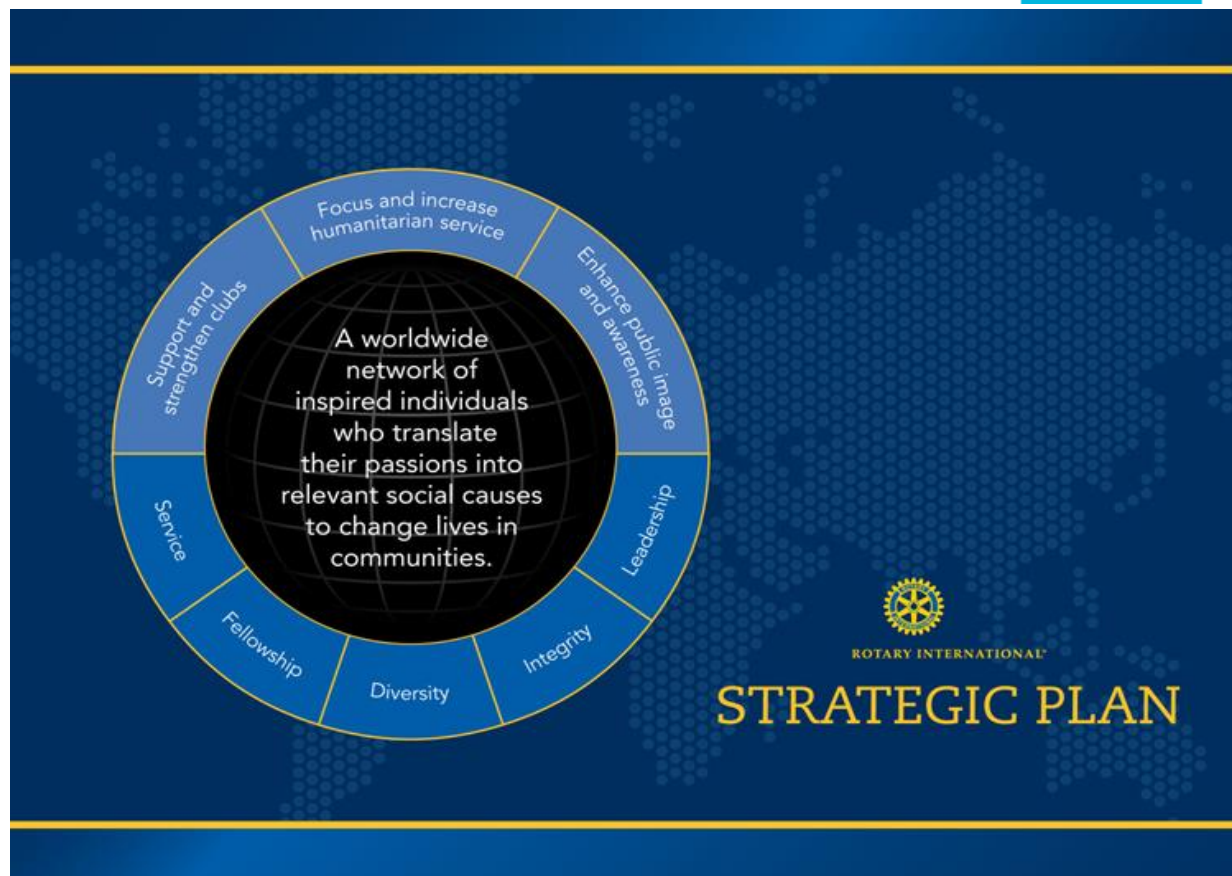 Focus and increase
humanitarian service
Support and
strengthen clubs
Enhance public image
and awareness
A worldwide
network of
inspired individuals
who translate
their passions into
relevant social causes
to change lives in
communities.
Service
Fellowship
Diversity
Integrity
Leadership
ROTARY INTERNATIONAL®
STRATEGIC PLAN